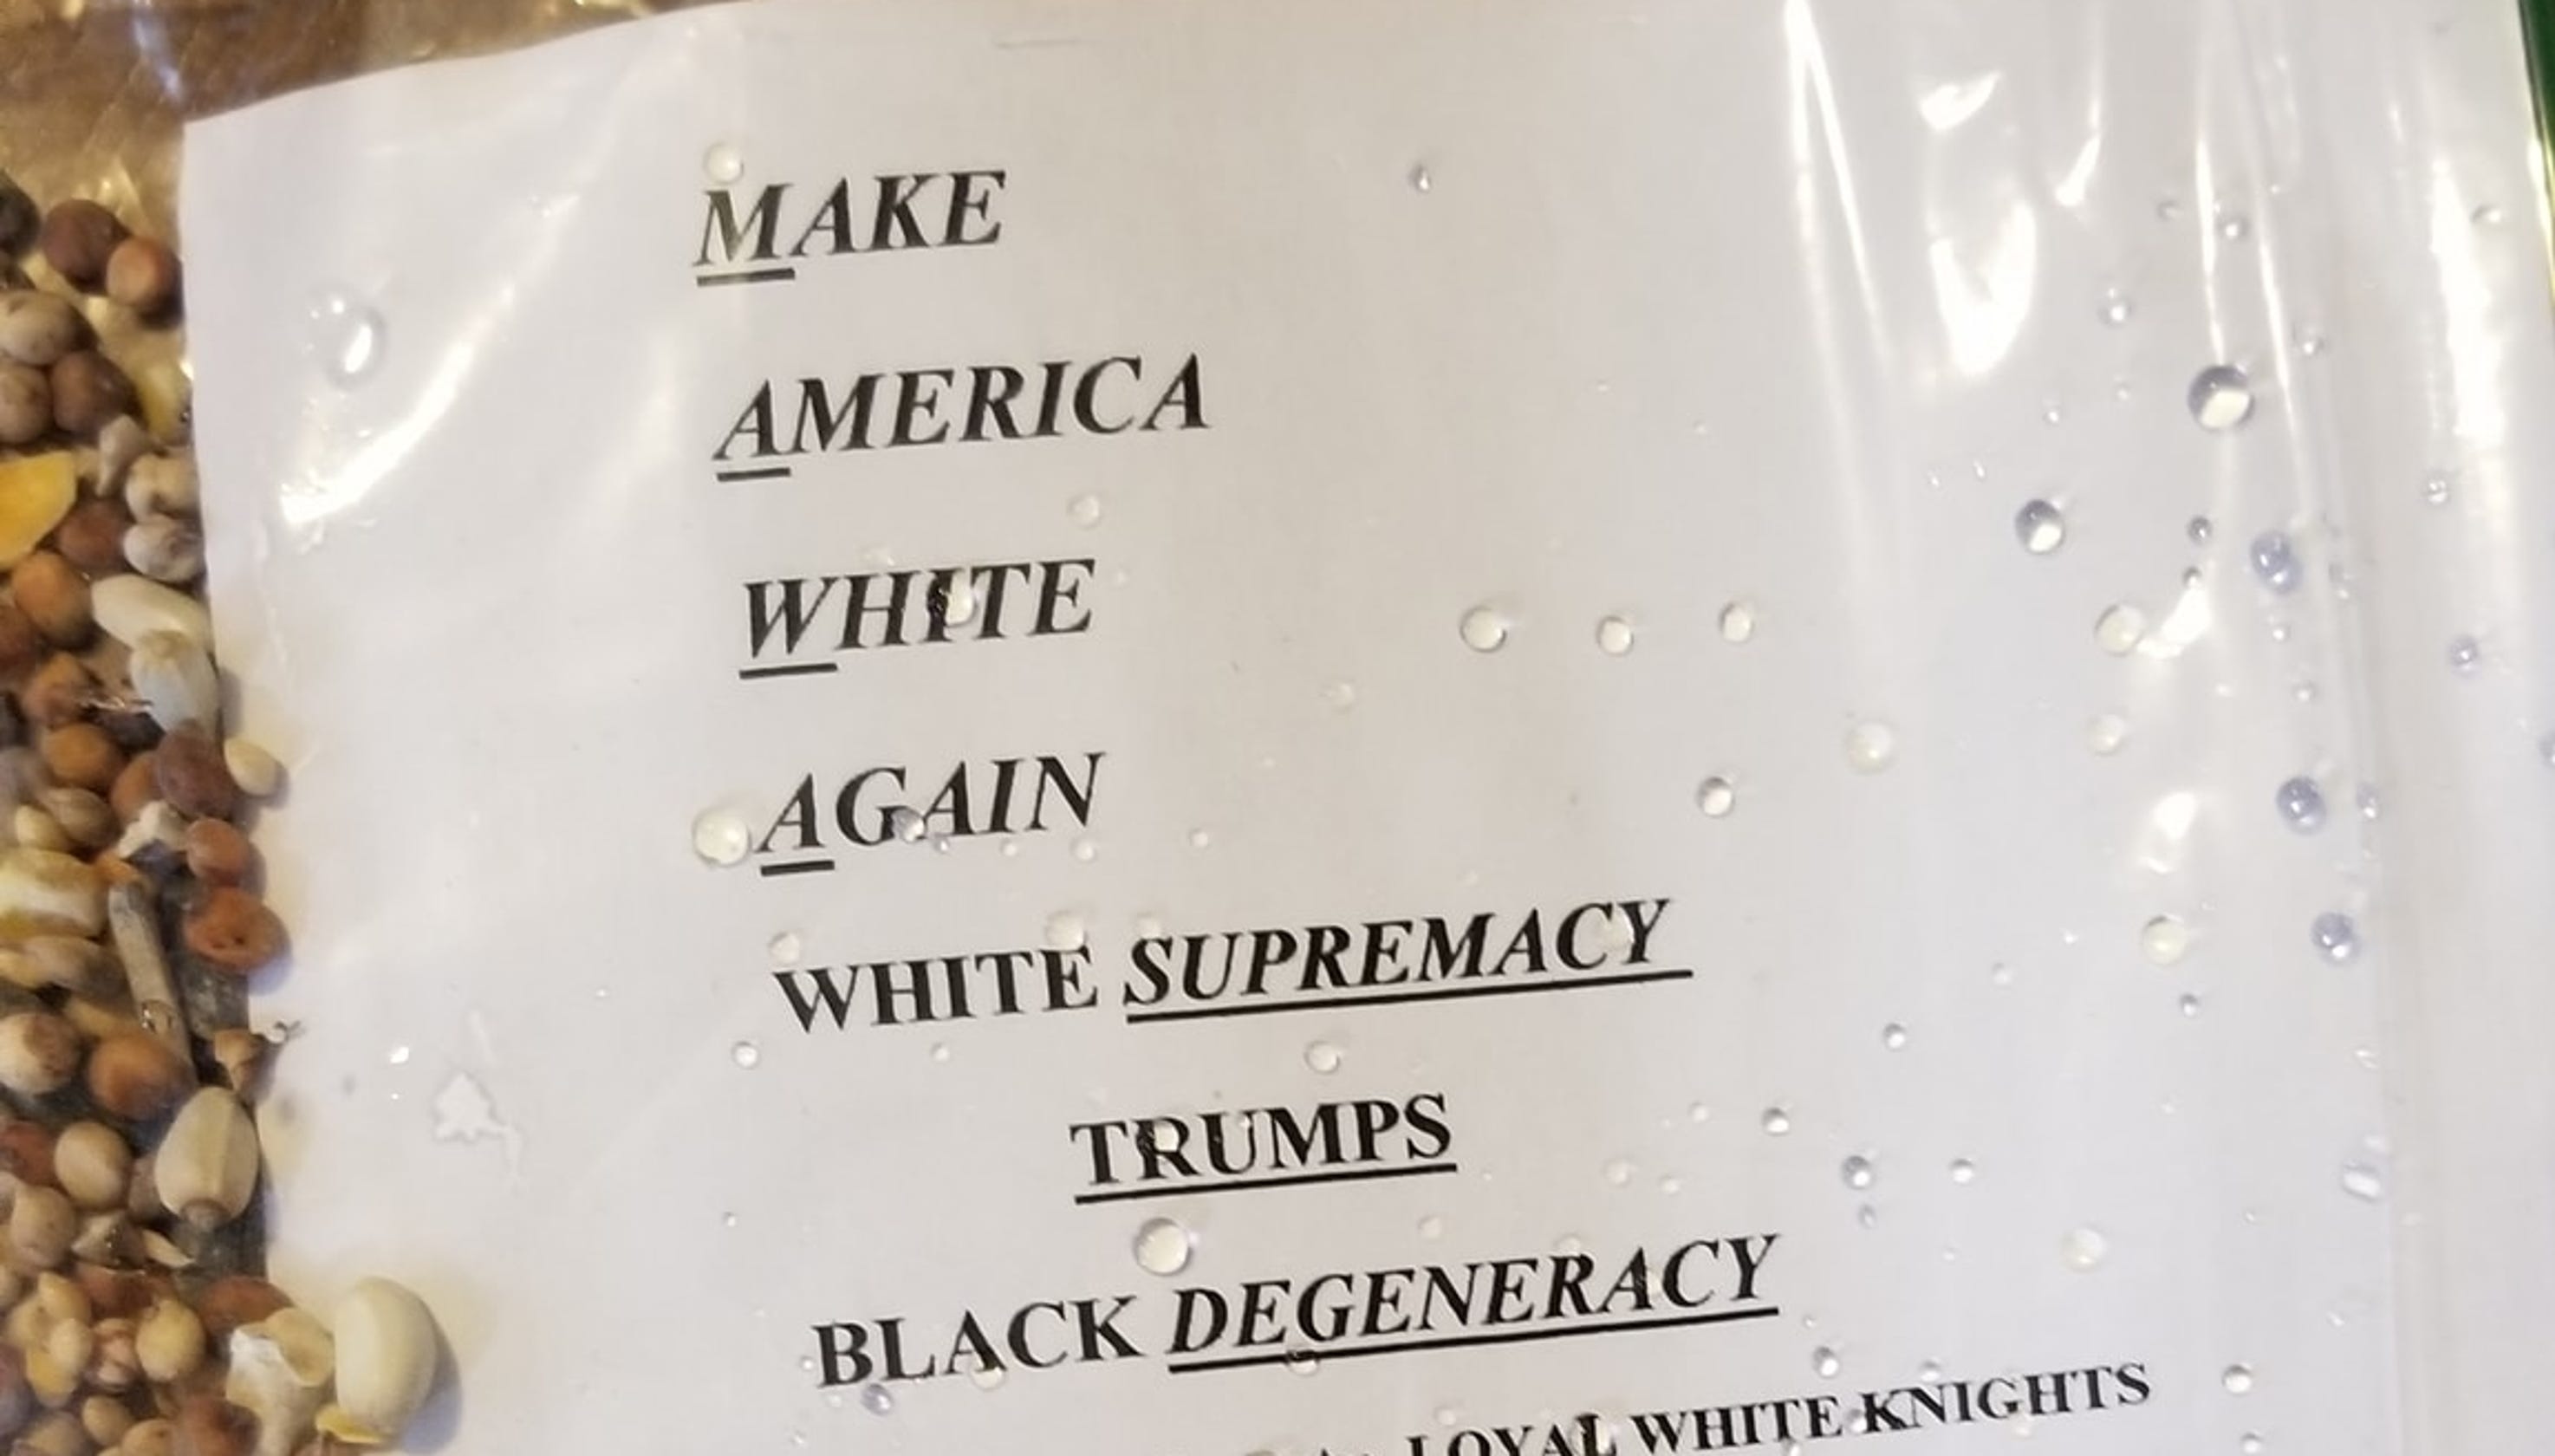 MAKE
AMERICA
WHITE
AGAIN
WHITE SUPREMACY
TRUMPS
BLACK DEGENERACY
LOYAL WHITE KNIGHTS